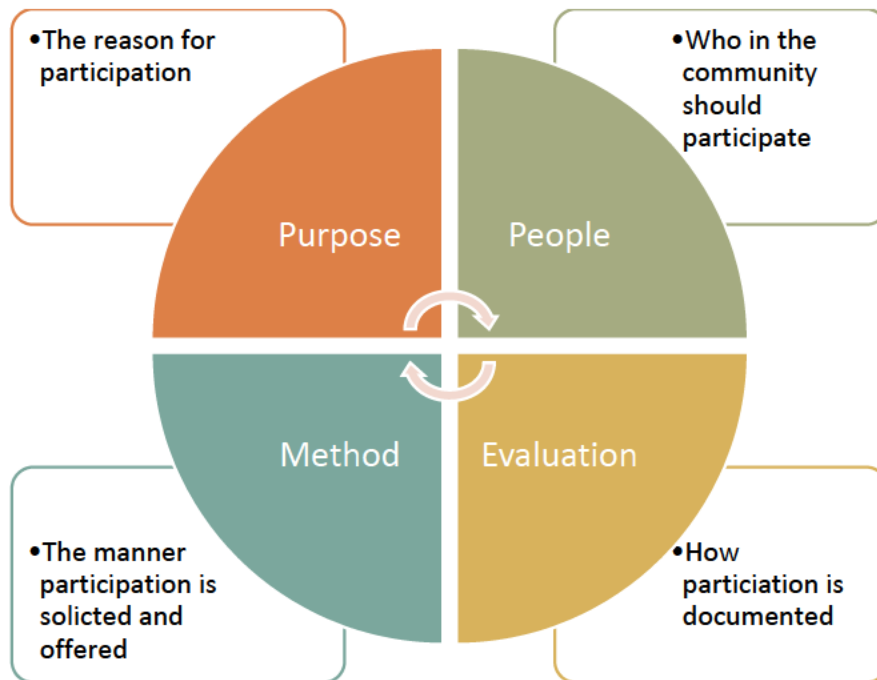 •The reason for
participation
•Who in the
community
should
participate
Purpose
People
Method
Evaluation
•The manner
participation is
solicted and
offered
•How
particiation is
documented